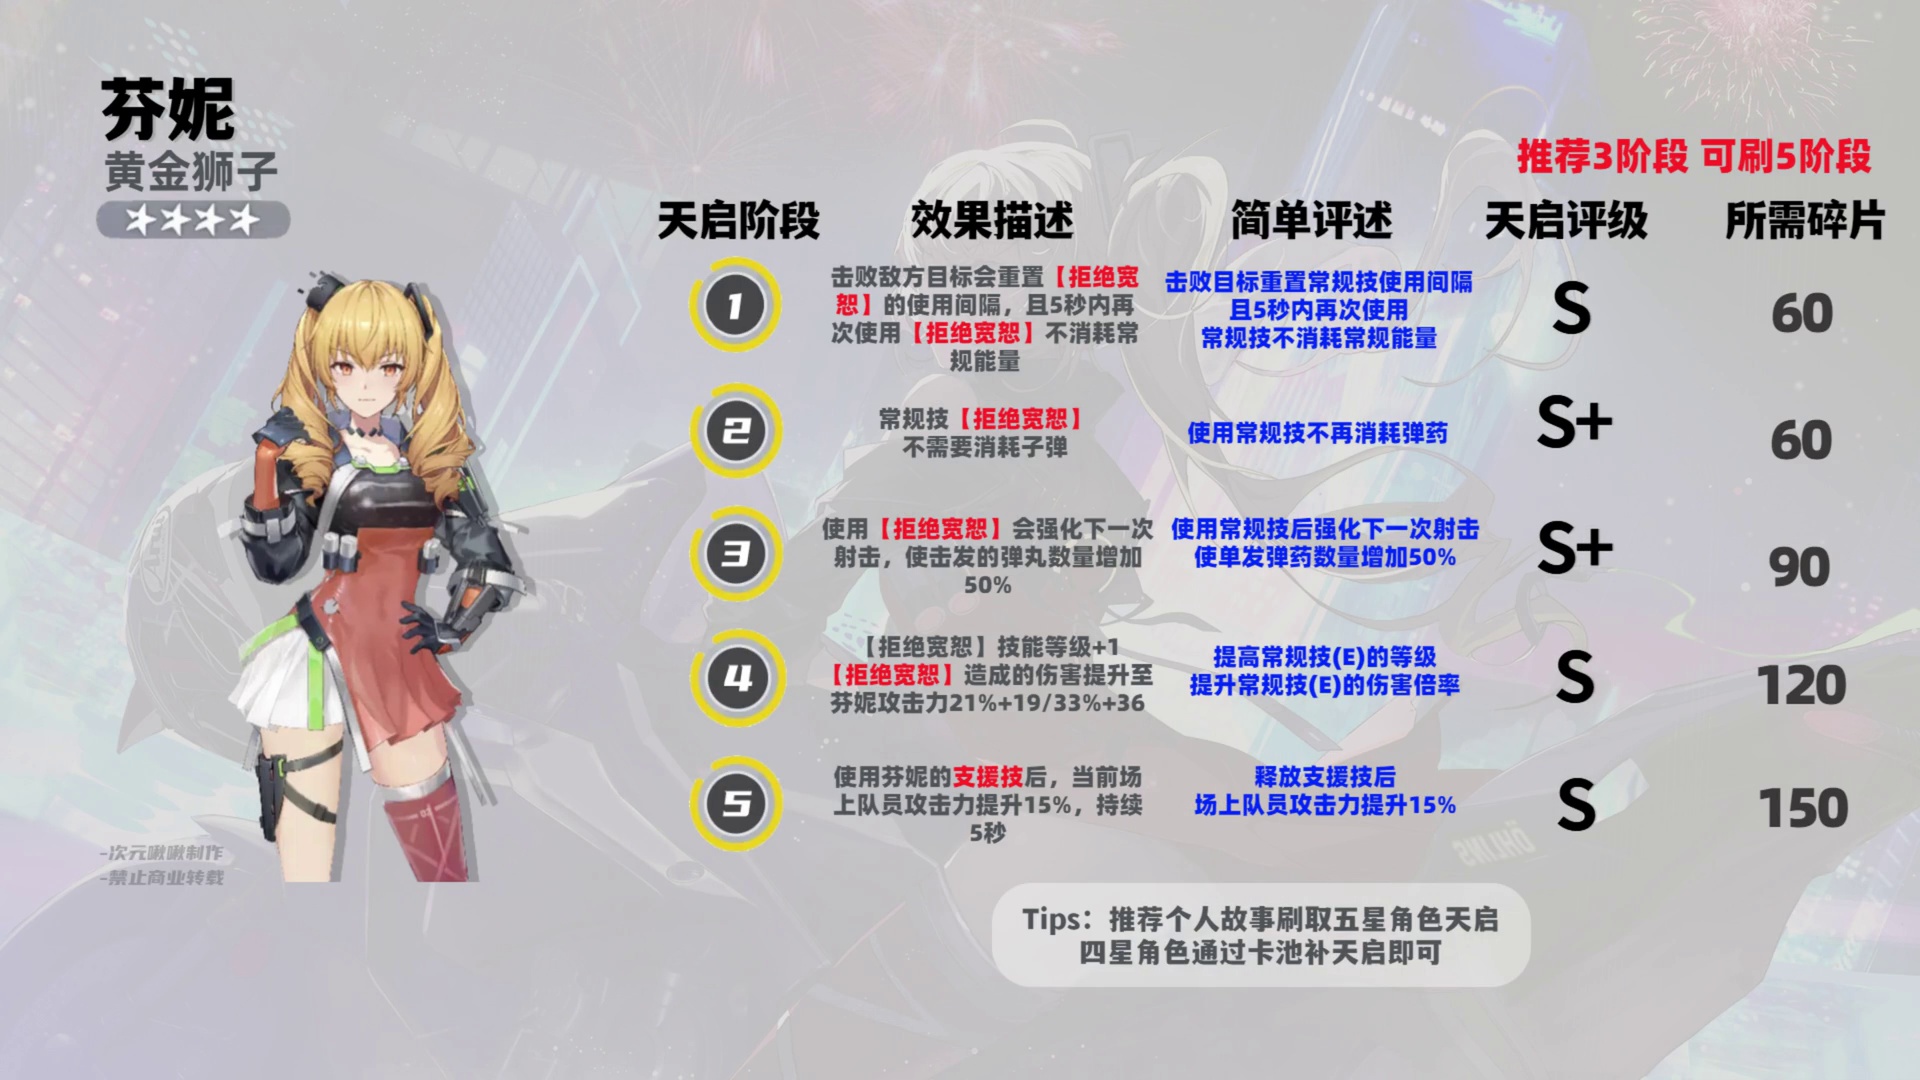 芬妮
黄金狮子
推荐3阶段 可刷5阶段
天启阶段 效果描述 简单评述 天启评级 所需碎片
1
击败敌方目标会重置【拒绝宽
恕】的使用间隔，且5秒内再
次使用【拒绝宽恕】不消耗常
规能量
击败目标重置常规技使用间隔
且5秒内再次使用
常规技不消耗常规能量
S
60
2
常规技【拒绝宽恕】
不需要消耗子弹
使用常规技不再消耗弹药
S+
60
3
使用【拒绝宽恕】会强化下一次
射击，使击发的弹丸数量增加
50%
使用常规技后强化下一次射击
使单发弹药数量增加50%
S+
90
4
【拒绝宽恕】技能等级+1
【拒绝宽恕】造成的伤害提升至
芬妮攻击力21%+19/33%+36
提高常规技(E)的等级
提升常规技(E)的伤害倍率
S
120
5
使用芬妮的支援技后，当前场
上队员攻击力提升15%，持续
5秒
释放支援技后
场上队员攻击力提升15%
S
150
-次元啾啾制作
-禁止商业转载
Tips：推荐个人故事刷取五星角色天启
四星角色通过卡池补天启即可